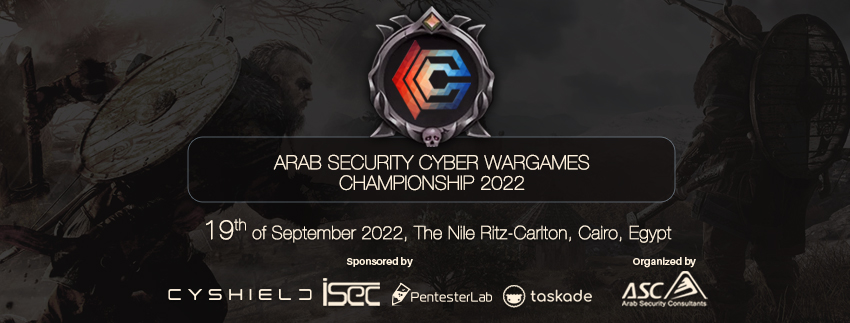 ARAB SECURITY CYBER WARGAMES
CHAMPIONSHIP 2022
19th of September 2022, The Nile Ritz-Carlton, Cairo, Egypt
Sponsored by
CYSHIELD
isec
PentesterLab
taskade
Organized by
ASC
Arab Security Consultants